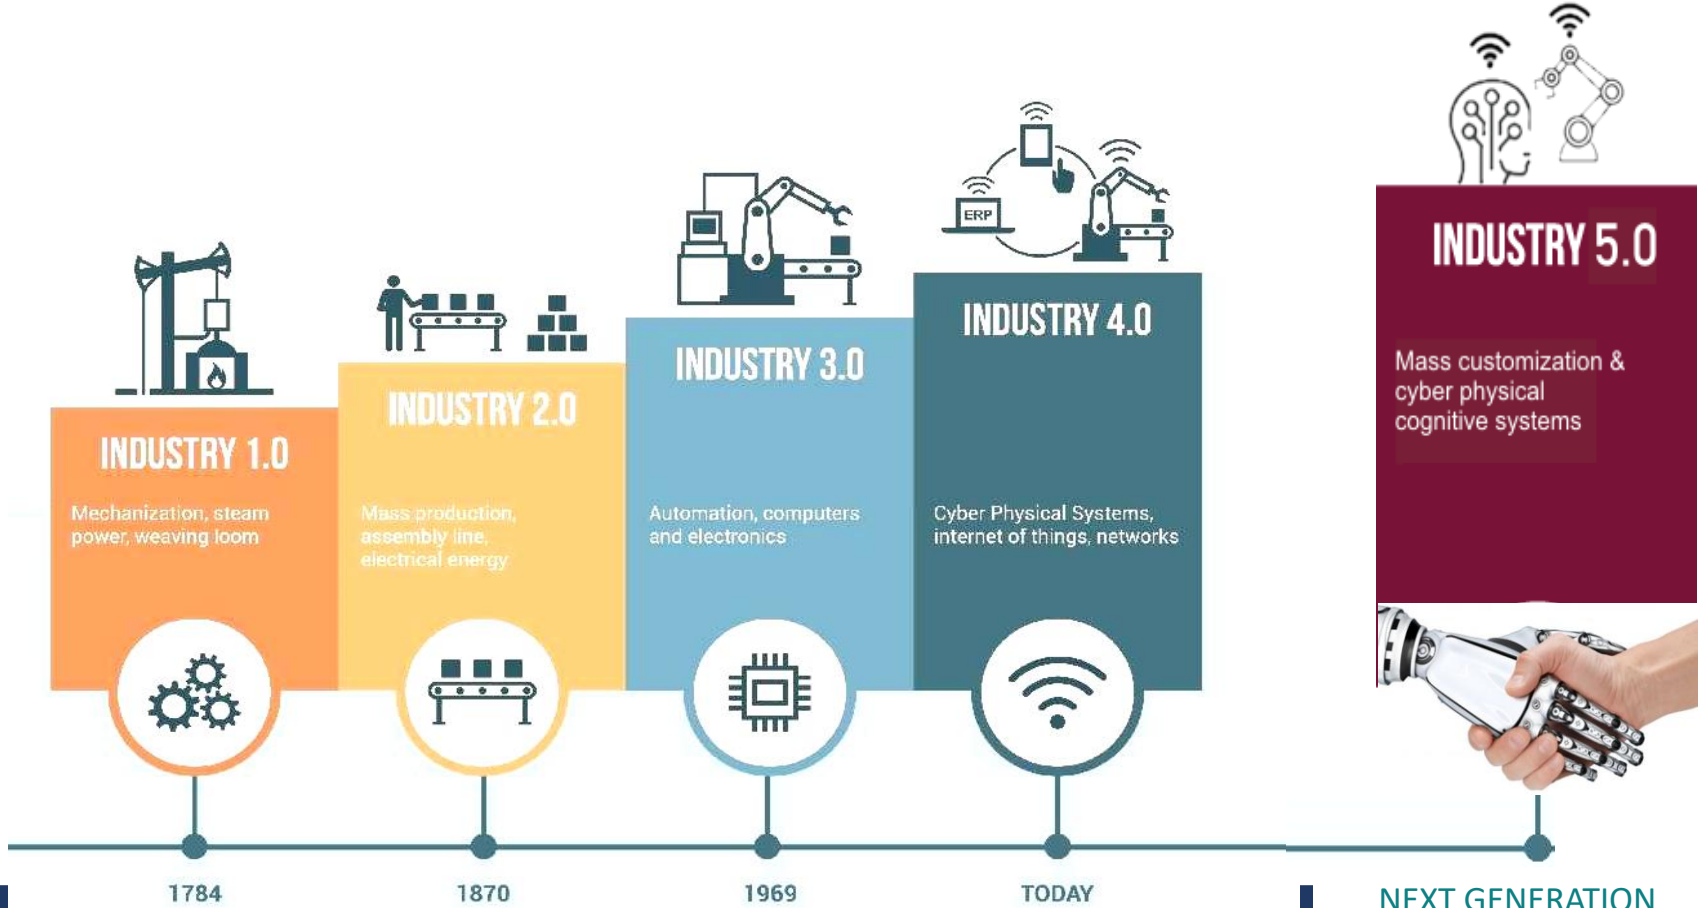 INDUSTRY 1.0
Mechanization, steam
power, weaving loom
1784
INDUSTRY 2.0
Mass production,
assembly line,
electrical energy
1870
INDUSTRY 3.0
Automation, computers
and electronics
1969
ERP
INDUSTRY 4.0
Cyber Physical Systems,
internet of things, networks
TODAY
INDUSTRY 5.0
Mass customization &
cyber physical
cognitive systems
NEXT GENERATION